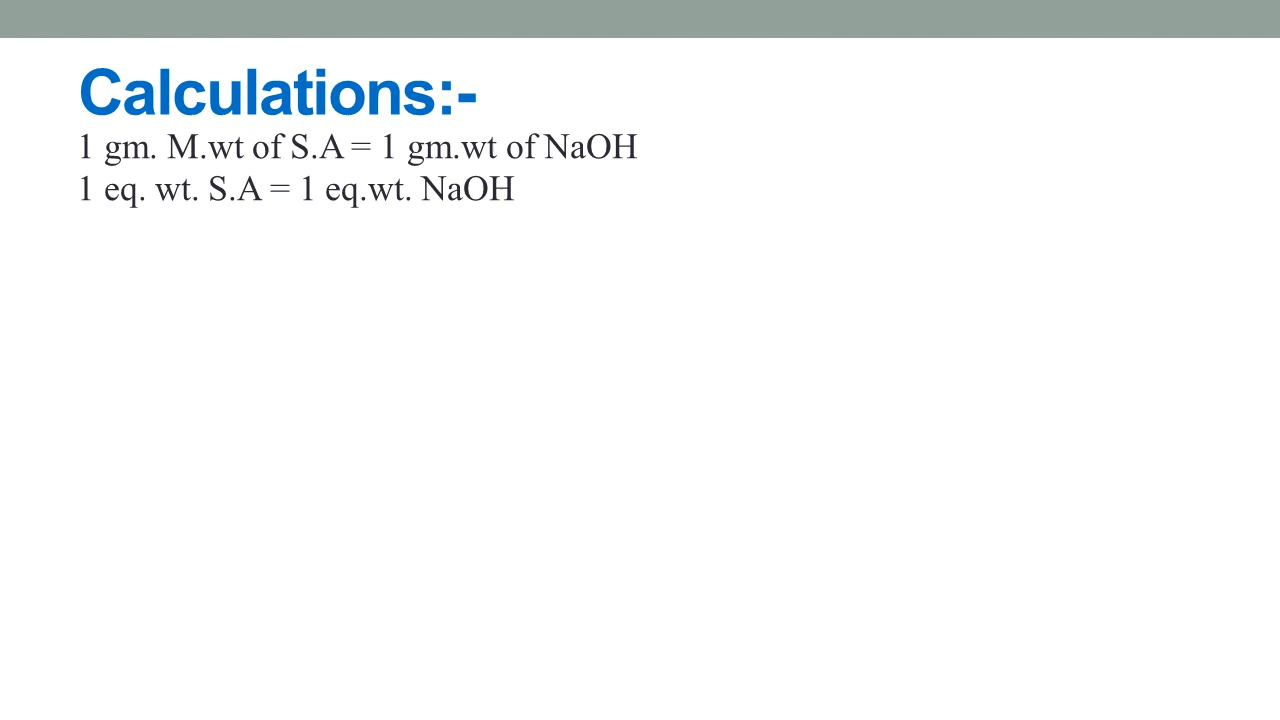 Calculations:-
1 gm. M.wt of S.A = 1 gm.wt of NaOH
1 eq. wt. S.A = 1 eq.wt. NaOH